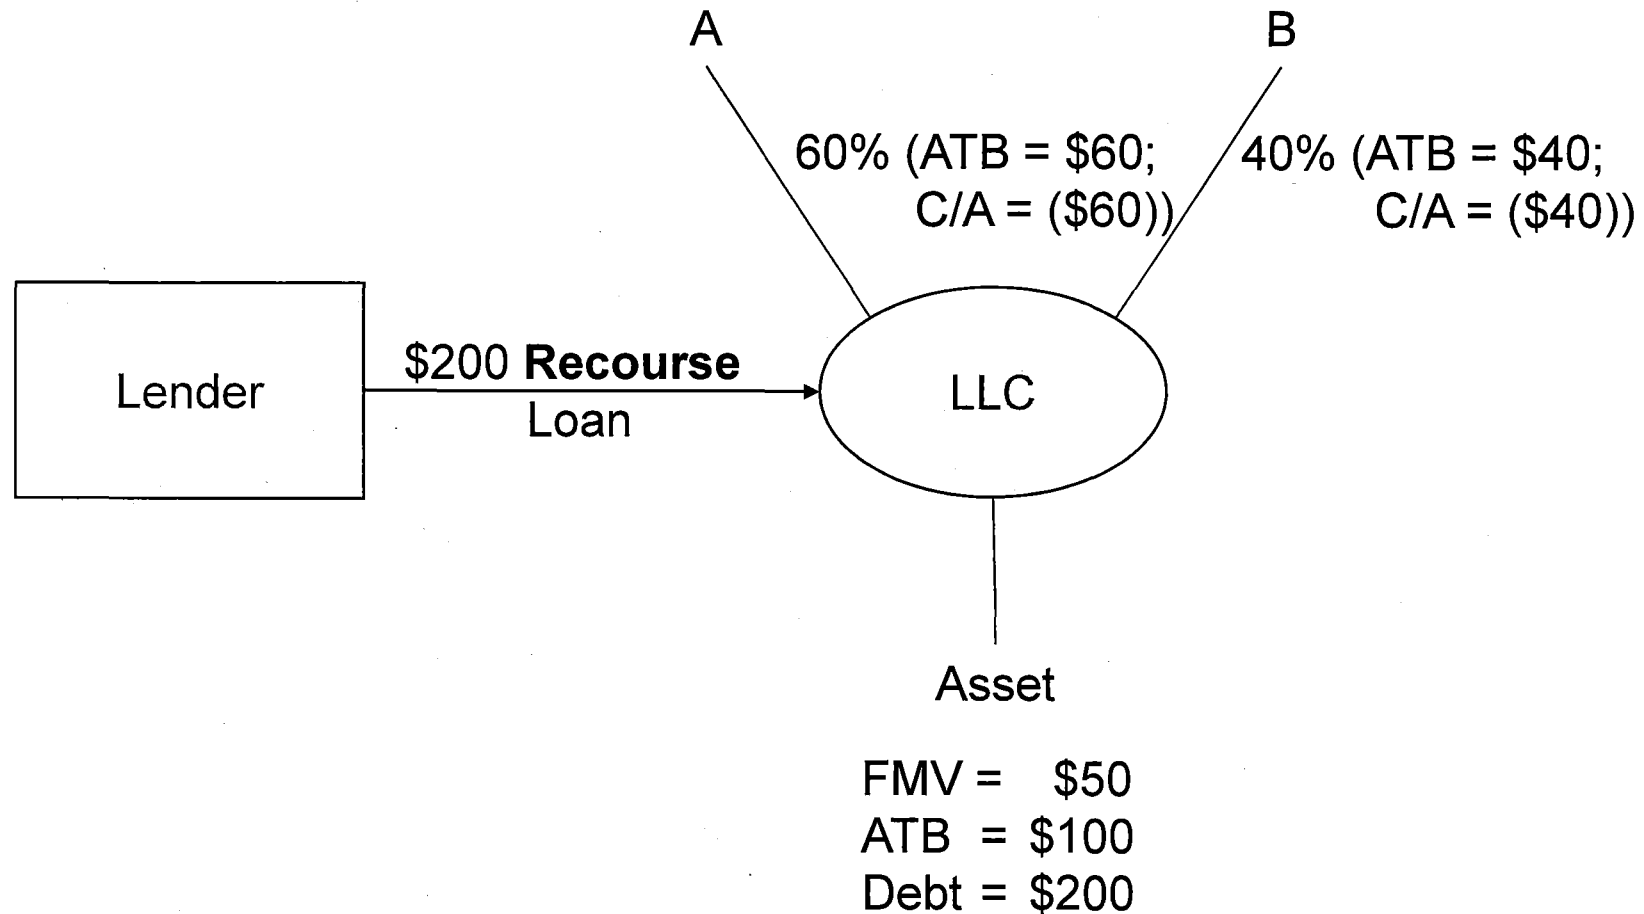 A
B
60% (ATB = $60;
C/A = ($60))
40% (ATB = $40;
C/A = ($40))
Lender
$200 Recourse
Loan
LLC
Asset
FMV = $50
ATB = $100
Debt = $200